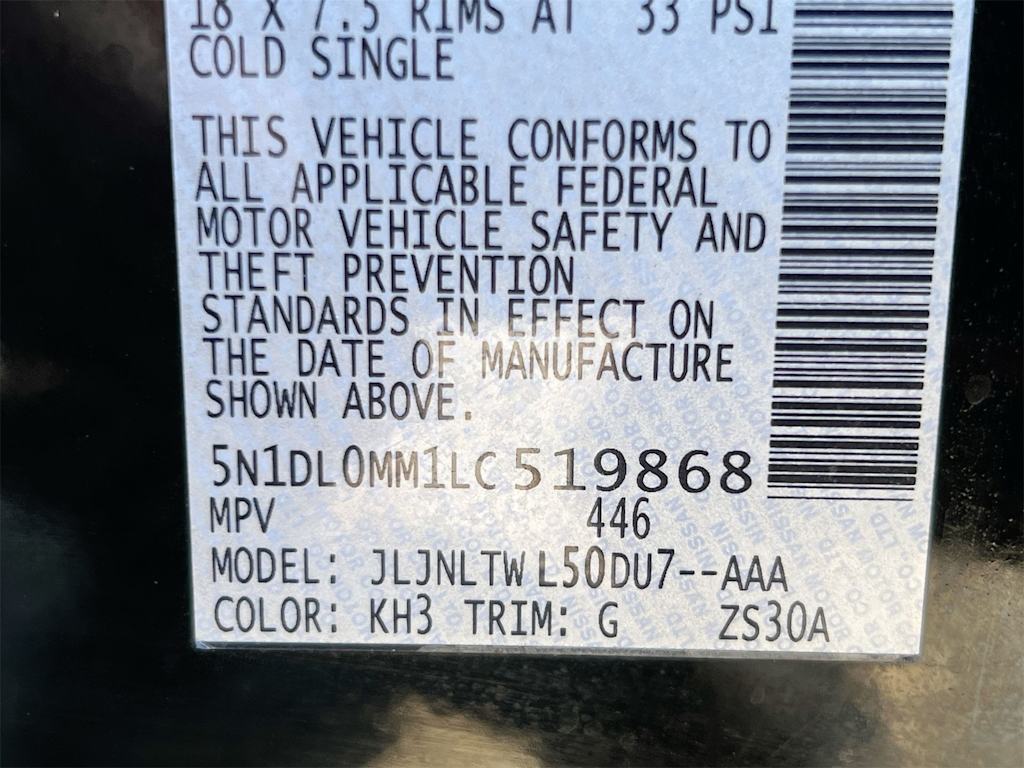 18 X 7.5 RIMS AT 33 PSI
COLD SINGLE
THIS VEHICLE CONFORMS TO
ALL APPLICABLE FEDERAL
MOTOR VEHICLE SAFETY AND
THEFT PREVENTION
STANDARDS IN EFFECT ON
THE DATE OF MANUFACTURE
SHOWN ABOVE.
5N1DL0MM1LC519868
MPV 446
MODEL: JLJNLTWL50DU7--AAA
COLOR: KH3 TRIM: G ZS30A